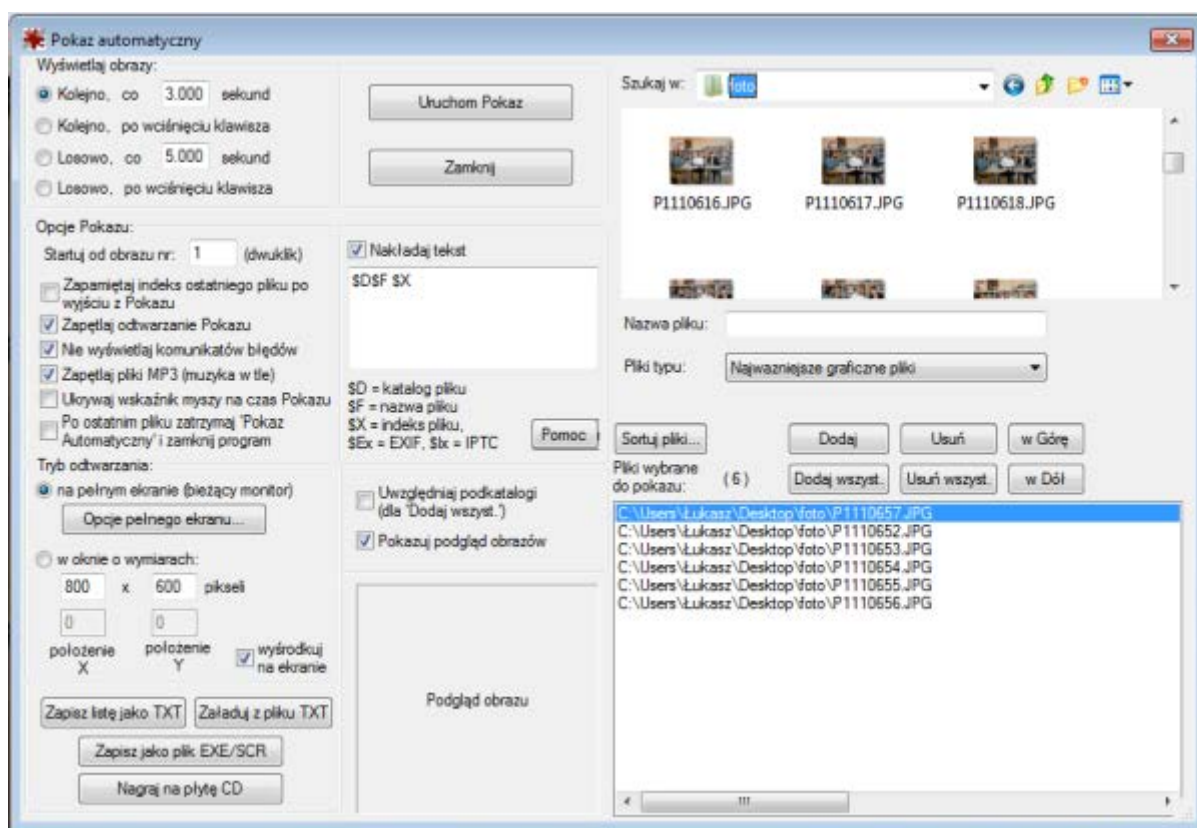 Pokaz automatyczny
Wyświetlaj obrazy:
Kolejno, co 3.000 sekund
Kolejno, po wciśnięciu klawisza
Losowo, co 5.000 sekund
Losowo, po wciśnięciu klawisza
Uruchom Pokaz
Zamknij
Opcje Pokazu:
Startuj od obrazu nr: 1 (dwuklik)
Zapamiętaj indeks ostatniego pliku po
wyjściu z Pokazu
Zapętlaj odtwarzanie Pokazu
Nie wyświetlaj komunikatów błędów
Zapętlaj pliki MP3 (muzyka w tle)
Ukrywaj wskaźnik myszy na czas Pokazu
Po ostatnim pliku zatrzymaj 'Pokaz
Automatyczny' i zamknij program
Nakładaj tekst
$D$F $X
$D = katalog pliku
$F = nazwa pliku
$X = indeks pliku,
$Ex = EXIF, $Ix = IPTC
Pomoc
Tryb odtwarzania:
na pełnym ekranie (bieżący monitor)
Opcje pełnego ekranu...
w oknie o wymiarach:
800 x 600 pikseli
0 0
położenie X
położenie Y
wyśrodkuj
na ekranie
Zapisz listę jako TXT
Załaduj z pliku TXT
Zapisz jako plik EXE/SCR
Nagraj na płytę CD
Uwzględniaj podkatalogi
(dla 'Dodaj wszyst.')
Pokazuj podgląd obrazów
Podgląd obrazu
Szukaj w: foto
P1110616.JPG P1110617.JPG P1110618.JPG
Nazwa pliku:
Pliki typu: Najwazniejsze graficzne pliki
Sortuj pliki... Dodaj Usuń w Górę
Pliki wybrane
do pokazu: (6) Dodaj wszyst. Usuń wszyst. w Dół
C:\Users\Łukasz\Desktop\foto\P1110657.JPG
C:\Users\Łukasz\Desktop\foto\P1110652.JPG
C:\Users\Łukasz\Desktop\foto\P1110653.JPG
C:\Users\Łukasz\Desktop\foto\P1110654.JPG
C:\Users\Łukasz\Desktop\foto\P1110655.JPG
C:\Users\Łukasz\Desktop\foto\P1110656.JPG